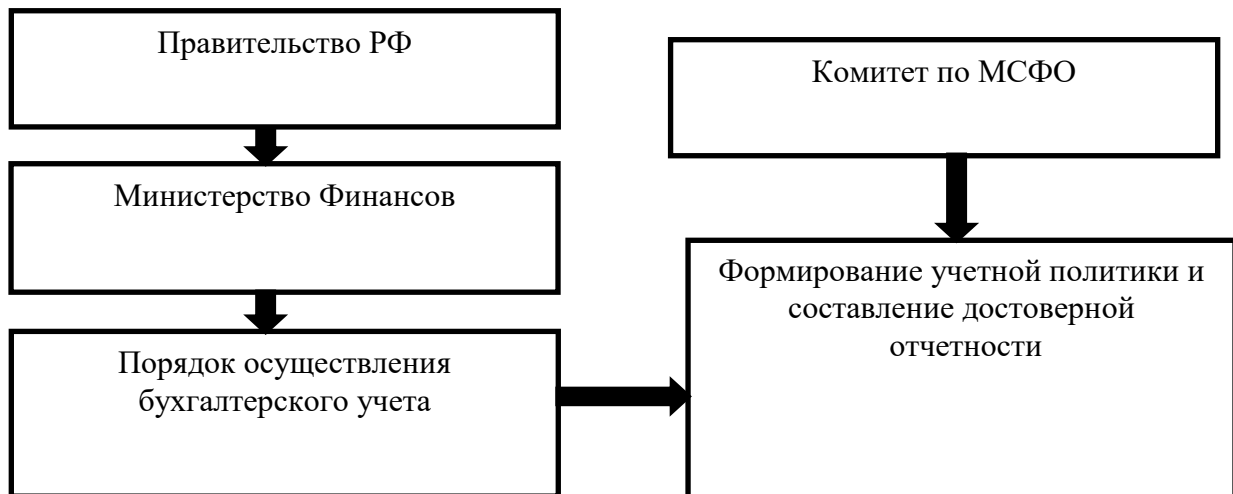 Правительство РФ
Комитет по МСФО
Министерство Финансов
Порядок осуществления
бухгалтерского учета
Формирование учетной политики и
составление достоверной
отчетности